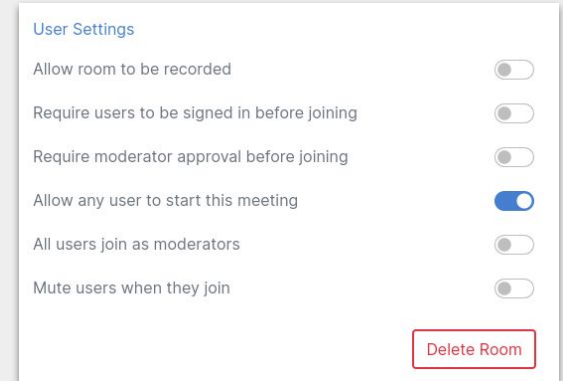 User Settings
Allow room to be recorded
Require users to be signed in before joining
Require moderator approval before joining
Allow any user to start this meeting
All users join as moderators
Mute users when they join
Delete Room